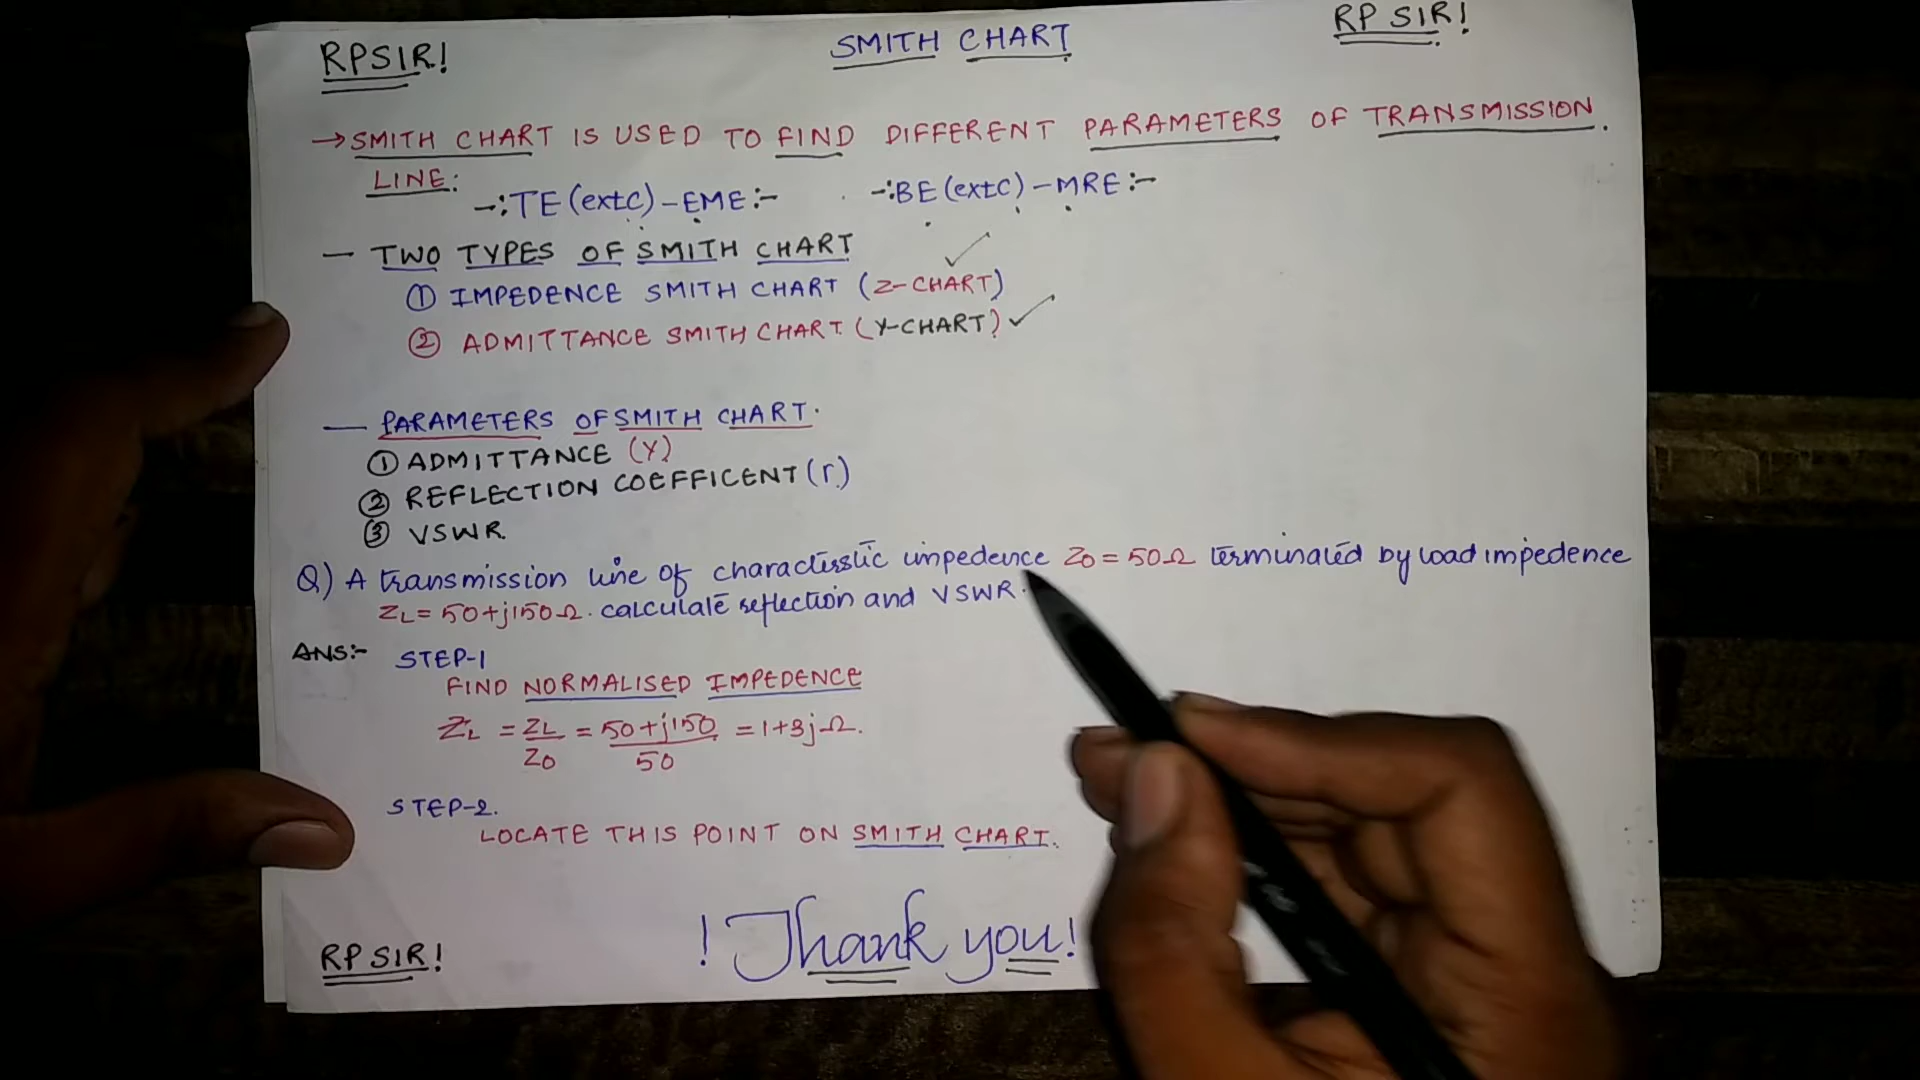 RPSIR!
SMITH CHART
RP SIR!
→ SMITH CHART IS USED TO FIND DIFFERENT PARAMETERS OF TRANSMISSION
LINE:
-:TE (extc) - EME:-
-:BE (extc) - MRE:-
- TWO TYPES OF SMITH CHART
① IMPEDENCE SMITH CHART (Z-CHART)
② ADMITTANCE SMITH CHART (Y-CHART)
- PARAMETERS OF SMITH CHART.
① ADMITTANCE (Y)
② REFLECTION COEFFICENT (Γ)
③ VSWR.
Q) A transmission line of characterstic impedence Zo = 50Ω terminated by load impedence
ZL = 50+j150Ω. calculate reflection and VSWR.
ANS:- STEP-1
FIND NORMALISED IMPEDENCE
ZL = ZL/Zo = 50+j150/50 = 1+3jΩ.
STEP-2.
LOCATE THIS POINT ON SMITH CHART.
! Thank you!
RP SIR!